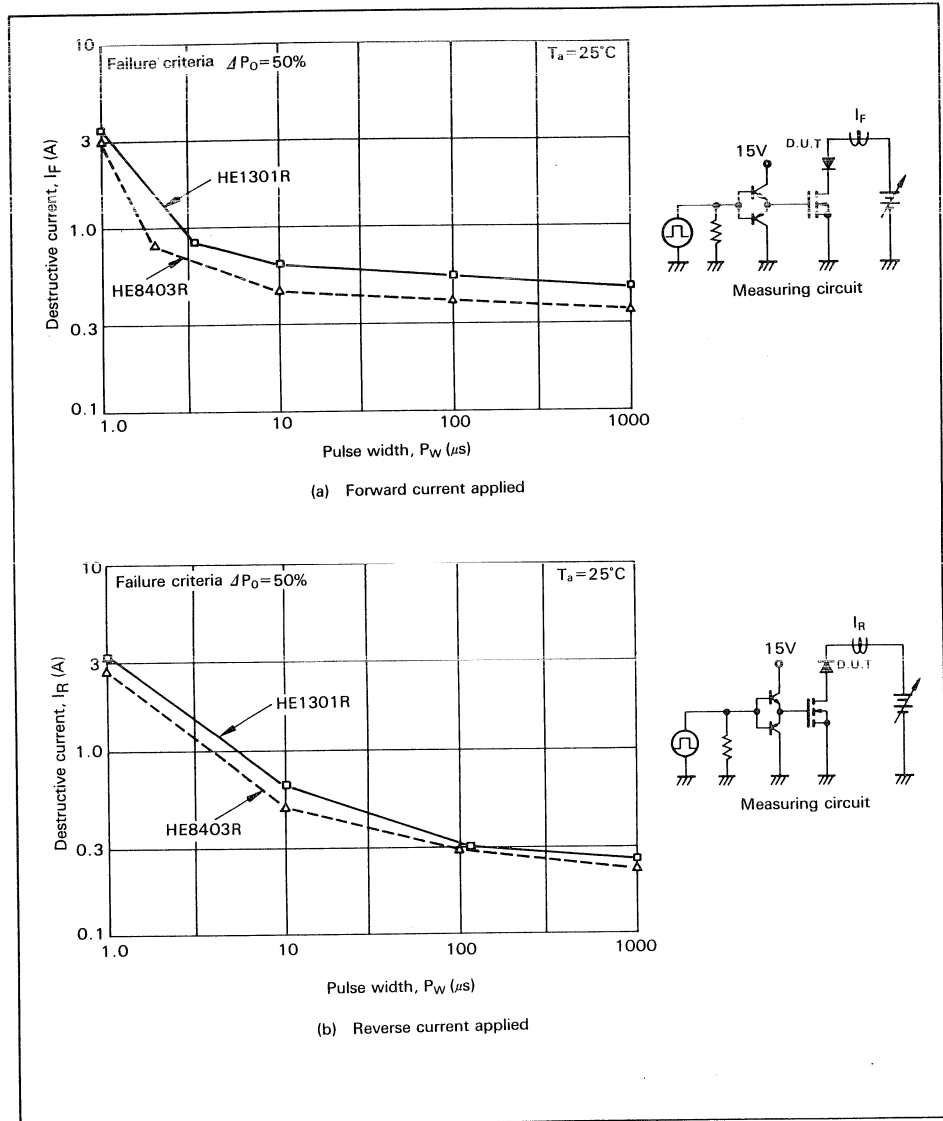 10
Failure criteria ΔP₀=50%
Tₐ=25°C
3
1.0
0.3
0.1
Destructive current, I_F (A)
HE1301R
HE8403R
1.0
10
100
1000
Pulse width, P_W (μs)
(a) Forward current applied
I_F
D.U.T
15V
Measuring circuit
10
Failure criteria ΔP₀=50%
Tₐ=25°C
3
1.0
0.3
0.1
Destructive current, I_R (A)
HE1301R
HE8403R
1.0
10
100
1000
Pulse width, P_W (μs)
(b) Reverse current applied
I_R
15V
D.U.T
Measuring circuit